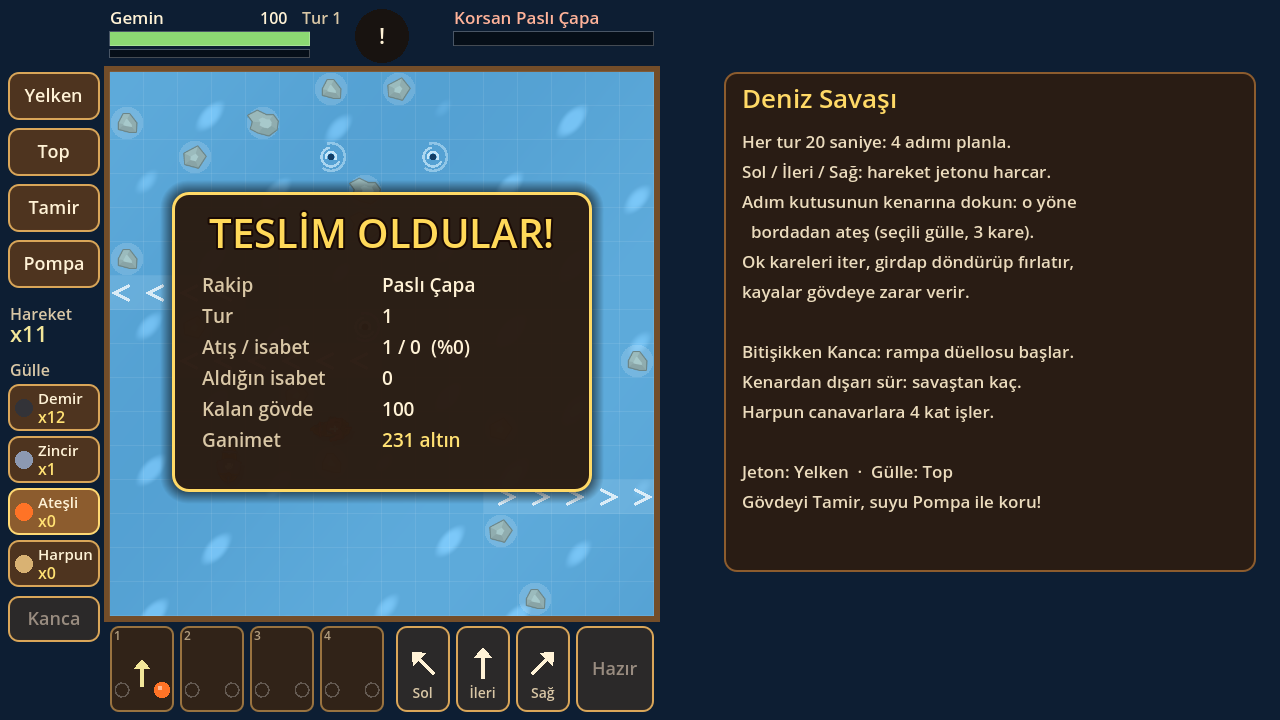 Gemin 100 Tur 1 ! Korsan Paslı Çapa
Yelken
Top
Tamir
Pompa
Hareket
x11
Gülle
Demir
x12
Zincir
x1
Ateşli
x0
Harpun
x0
Kanca
TESLİM OLDULAR!
Rakip Paslı Çapa
Tur 1
Atış / isabet 1 / 0 (%0)
Aldığın isabet 0
Kalan gövde 100
Ganimet 231 altın
1 2 3 4
Sol İleri Sağ Hazır
Deniz Savaşı
Her tur 20 saniye: 4 adımı planla.
Sol / İleri / Sağ: hareket jetonu harcar.
Adım kutusunun kenarına dokun: o yöne
bordadan ateş (seçili gülle, 3 kare).
Ok kareleri iter, girdap döndürüp fırlatır,
kayalar gövdeye zarar verir.
Bitişikken Kanca: rampa düellosu başlar.
Kenardan dışarı sür: savaştan kaç.
Harpun canavarlara 4 kat işler.
Jeton: Yelken · Gülle: Top
Gövdeyi Tamir, suyu Pompa ile koru!